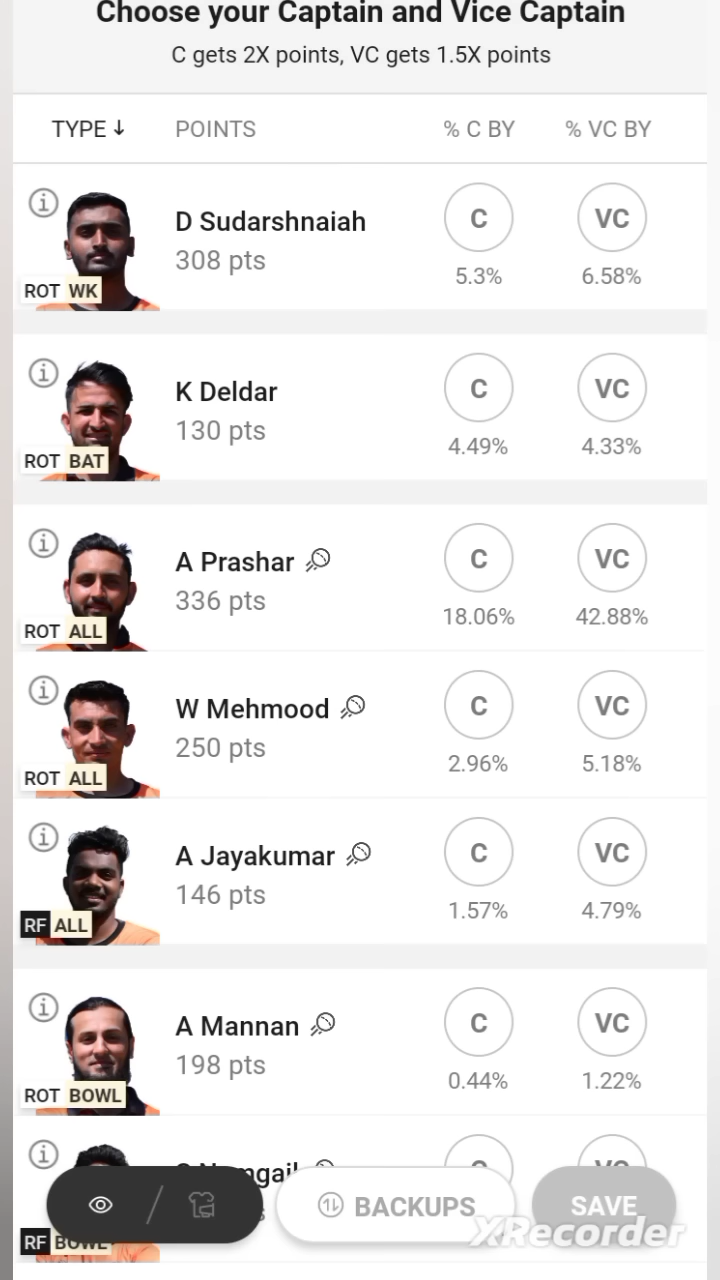 Choose your Captain and Vice Captain
C gets 2X points, VC gets 1.5X points
TYPE↓ POINTS % C BY % VC BY
D Sudarshnaiah C VC
308 pts
ROT WK 5.3% 6.58%
K Deldar C VC
130 pts
ROT BAT 4.49% 4.33%
A Prashar C VC
336 pts
ROT ALL 18.06% 42.88%
W Mehmood C VC
250 pts
ROT ALL 2.96% 5.18%
A Jayakumar C VC
146 pts
RF ALL 1.57% 4.79%
A Mannan C VC
198 pts
ROT BOWL 0.44% 1.22%
C VC
BACKUPS SAVE
RF BOWL XRecorder